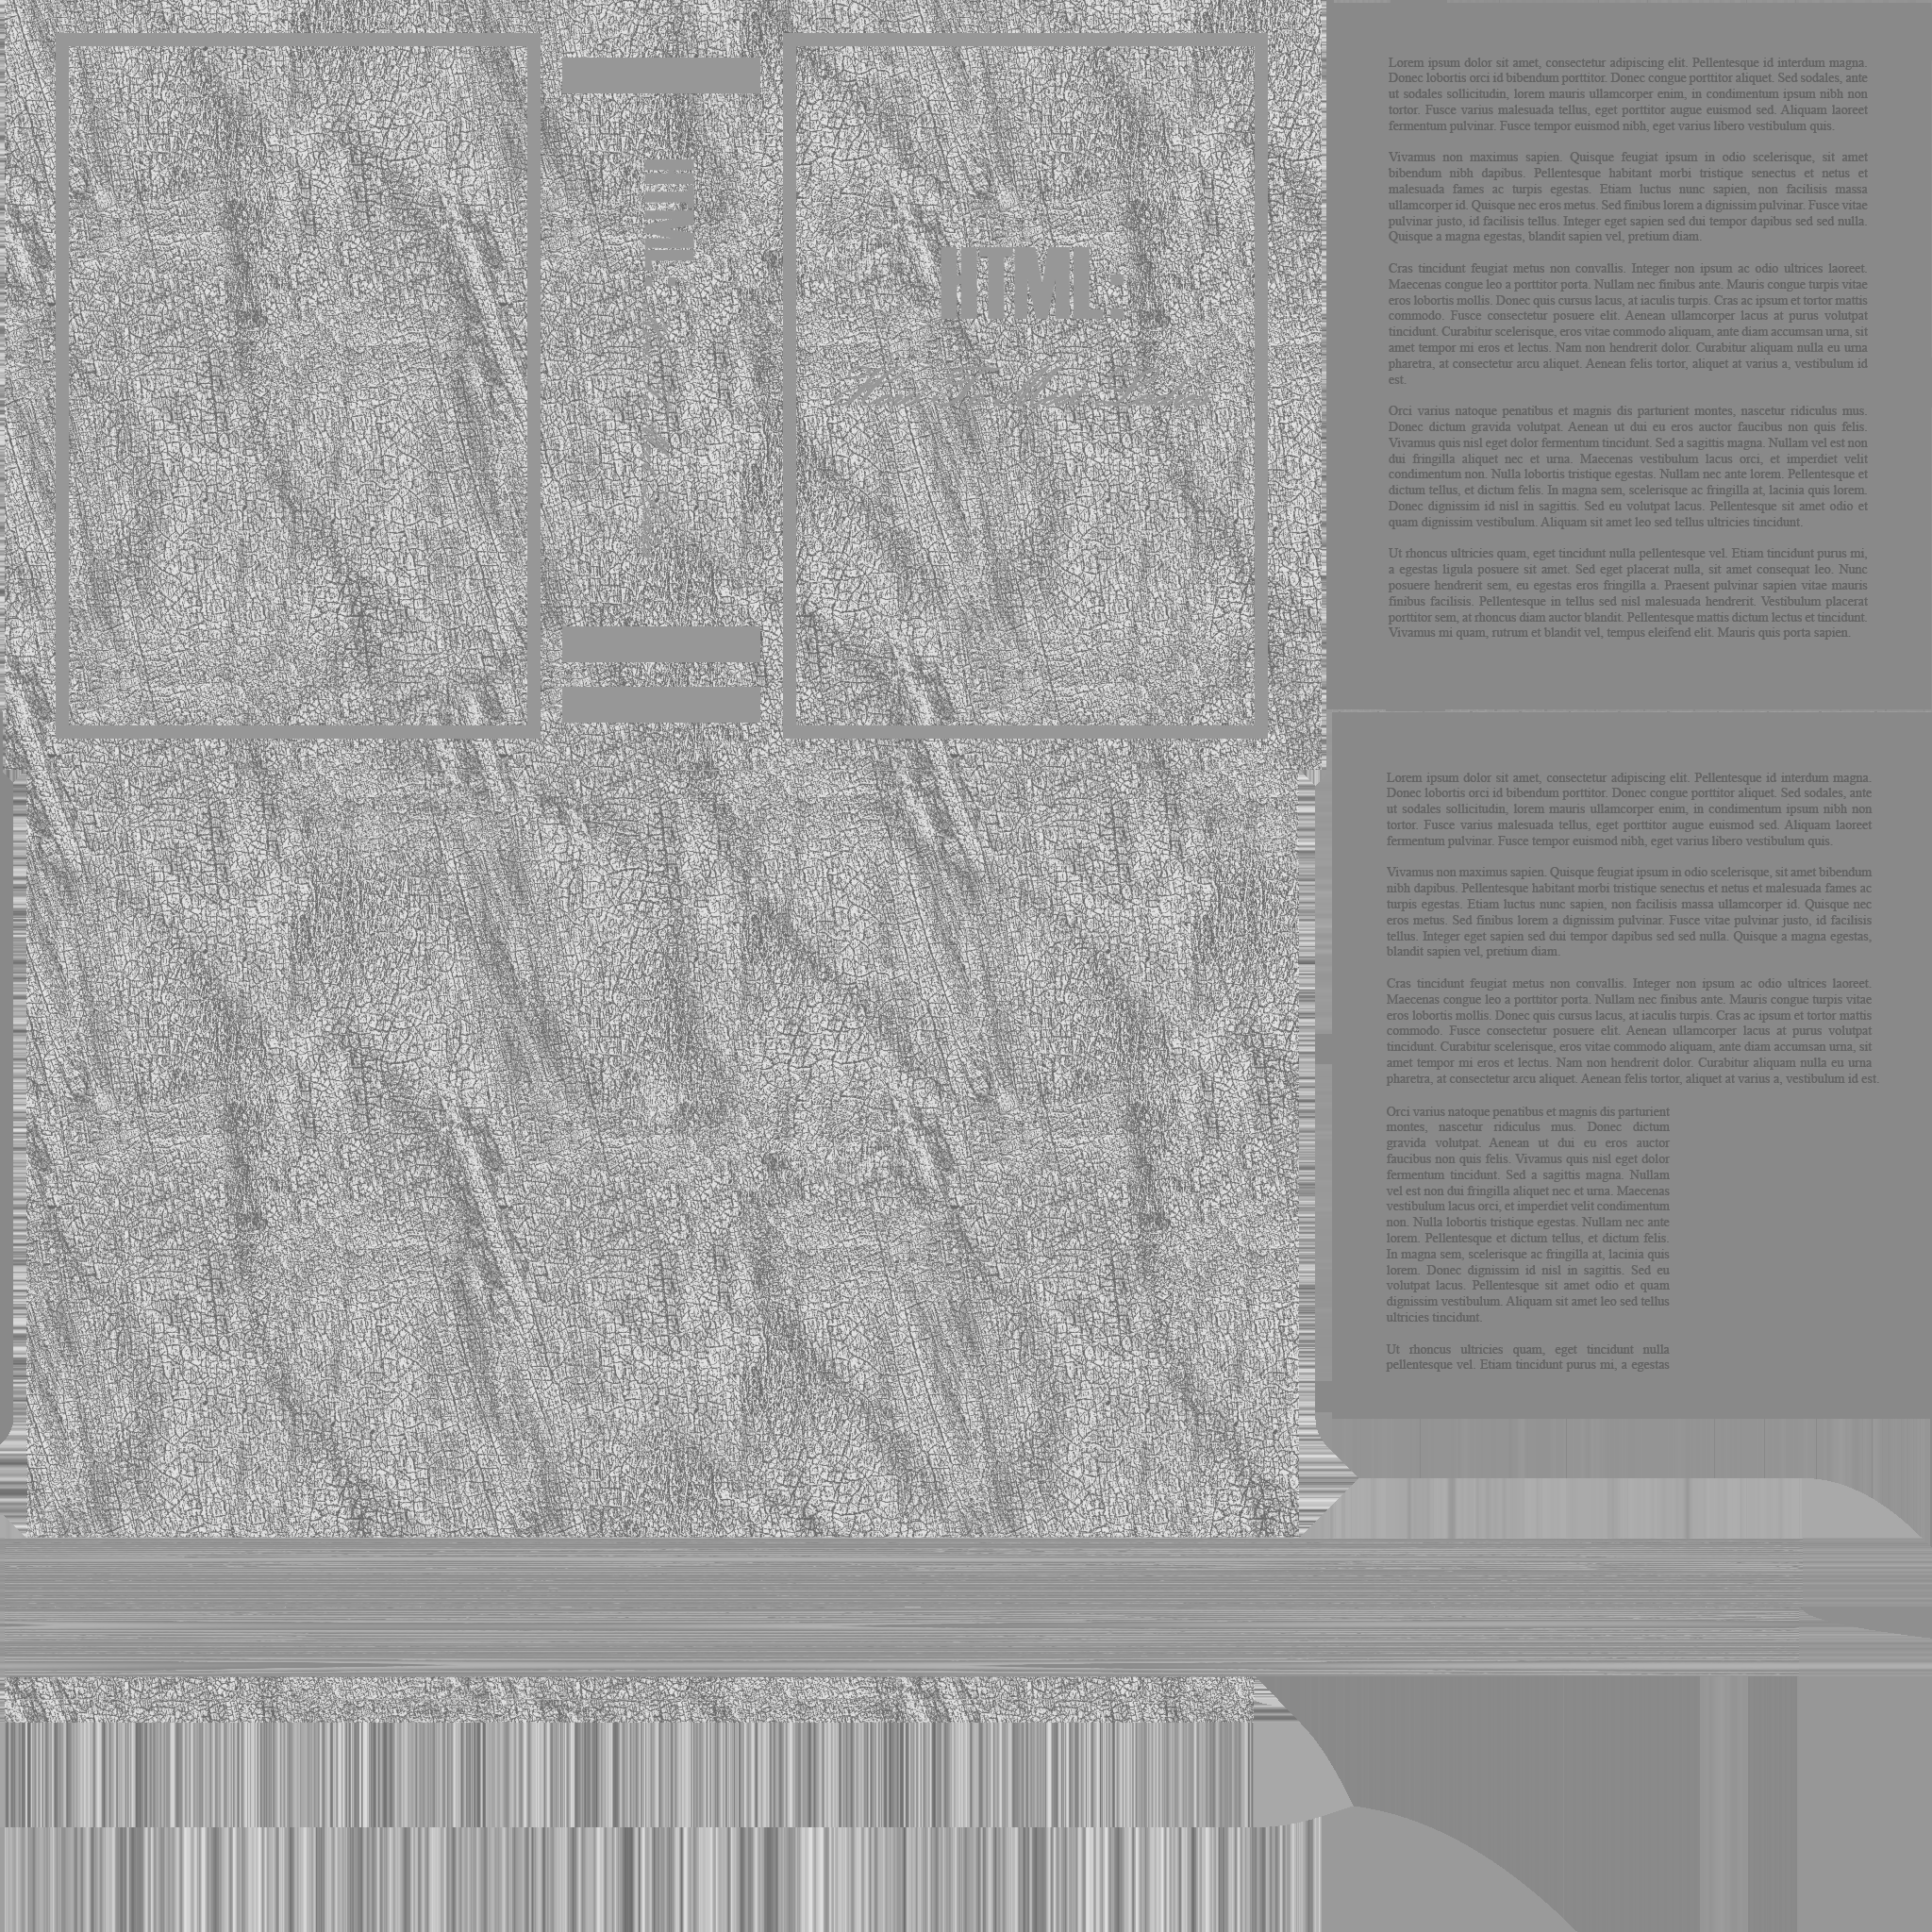 HTML:
Lorem ipsum dolor sit amet, consectetur adipiscing elit. Pellentesque id interdum magna.
Donec lobortis orci id bibendum porttitor. Donec congue porttitor aliquet. Sed sodales, ante
ut sodales sollicitudin, lorem mauris ullamcorper enim, in condimentum ipsum nibh non
tortor. Fusce varius malesuada tellus, eget porttitor augue euismod sed. Aliquam laoreet
fermentum pulvinar. Fusce tempor euismod nibh, eget varius libero vestibulum quis.
Vivamus non maximus sapien. Quisque feugiat ipsum in odio scelerisque, sit amet
bibendum nibh dapibus. Pellentesque habitant morbi tristique senectus et netus et
malesuada fames ac turpis egestas. Etiam luctus nunc sapien, non facilisis massa
ullamcorper id. Quisque nec eros metus. Sed finibus lorem a dignissim pulvinar. Fusce vitae
pulvinar justo, id facilisis tellus. Integer eget sapien sed dui tempor dapibus sed sed nulla.
Quisque a magna egestas, blandit sapien vel, pretium diam.
Cras tincidunt feugiat metus non convallis. Integer non ipsum ac odio ultrices laoreet.
Maecenas congue leo a porttitor porta. Nullam nec finibus ante. Mauris congue turpis vitae
eros lobortis mollis. Donec quis cursus lacus, at iaculis turpis. Cras ac ipsum et tortor mattis
commodo. Fusce consectetur posuere elit. Aenean ullamcorper lacus at purus volutpat
tincidunt. Curabitur scelerisque, eros vitae commodo aliquam, ante diam accumsan urna, sit
amet tempor mi eros et lectus. Nam non hendrerit dolor. Curabitur aliquam nulla eu urna
pharetra, at consectetur arcu aliquet. Aenean felis tortor, aliquet at varius a, vestibulum id
est.
Orci varius natoque penatibus et magnis dis parturient montes, nascetur ridiculus mus.
Donec dictum gravida volutpat. Aenean ut dui eu eros auctor faucibus non quis felis.
Vivamus quis nisl eget dolor fermentum tincidunt. Sed a sagittis magna. Nullam vel est non
dui fringilla aliquet nec et urna. Maecenas vestibulum lacus orci, et imperdiet velit
condimentum non. Nulla lobortis tristique egestas. Nullam nec ante lorem. Pellentesque et
dictum tellus, et dictum felis. In magna sem, scelerisque ac fringilla at, lacinia quis lorem.
Donec dignissim id nisl in sagittis. Sed eu volutpat lacus. Pellentesque sit amet odio et
quam dignissim vestibulum. Aliquam sit amet leo sed tellus ultricies tincidunt.
Ut rhoncus ultricies quam, eget tincidunt nulla pellentesque vel. Etiam tincidunt purus mi,
a egestas ligula posuere sit amet. Sed eget placerat nulla, sit amet consequat leo. Nunc
posuere hendrerit sem, eu egestas eros fringilla a. Praesent pulvinar sapien vitae mauris
finibus facilisis. Pellentesque in tellus sed nisl malesuada hendrerit. Vestibulum placerat
porttitor sem, at rhoncus diam auctor blandit. Pellentesque mattis dictum lectus et tincidunt.
Vivamus mi quam, rutrum et blandit vel, tempus eleifend elit. Mauris quis porta sapien.
Lorem ipsum dolor sit amet, consectetur adipiscing elit. Pellentesque id interdum magna.
Donec lobortis orci id bibendum porttitor. Donec congue porttitor aliquet. Sed sodales, ante
ut sodales sollicitudin, lorem mauris ullamcorper enim, in condimentum ipsum nibh non
tortor. Fusce varius malesuada tellus, eget porttitor augue euismod sed. Aliquam laoreet
fermentum pulvinar. Fusce tempor euismod nibh, eget varius libero vestibulum quis.
Vivamus non maximus sapien. Quisque feugiat ipsum in odio scelerisque, sit amet bibendum
nibh dapibus. Pellentesque habitant morbi tristique senectus et netus et malesuada fames ac
turpis egestas. Etiam luctus nunc sapien, non facilisis massa ullamcorper id. Quisque nec
eros metus. Sed finibus lorem a dignissim pulvinar. Fusce vitae pulvinar justo, id facilisis
tellus. Integer eget sapien sed dui tempor dapibus sed sed nulla. Quisque a magna egestas,
blandit sapien vel, pretium diam.
Cras tincidunt feugiat metus non convallis. Integer non ipsum ac odio ultrices laoreet.
Maecenas congue leo a porttitor porta. Nullam nec finibus ante. Mauris congue turpis vitae
eros lobortis mollis. Donec quis cursus lacus, at iaculis turpis. Cras ac ipsum et tortor mattis
commodo. Fusce consectetur posuere elit. Aenean ullamcorper lacus at purus volutpat
tincidunt. Curabitur scelerisque, eros vitae commodo aliquam, ante diam accumsan urna, sit
amet tempor mi eros et lectus. Nam non hendrerit dolor. Curabitur aliquam nulla eu urna
pharetra, at consectetur arcu aliquet. Aenean felis tortor, aliquet at varius a, vestibulum id est.
Orci varius natoque penatibus et magnis dis parturient
montes, nascetur ridiculus mus. Donec dictum
gravida volutpat. Aenean ut dui eu eros auctor
faucibus non quis felis. Vivamus quis nisl eget dolor
fermentum tincidunt. Sed a sagittis magna. Nullam
vel est non dui fringilla aliquet nec et urna. Maecenas
vestibulum lacus orci, et imperdiet velit condimentum
non. Nulla lobortis tristique egestas. Nullam nec ante
lorem. Pellentesque et dictum tellus, et dictum felis.
In magna sem, scelerisque ac fringilla at, lacinia quis
lorem. Donec dignissim id nisl in sagittis. Sed eu
volutpat lacus. Pellentesque sit amet odio et quam
dignissim vestibulum. Aliquam sit amet leo sed tellus
ultricies tincidunt.
Ut rhoncus ultricies quam, eget tincidunt nulla
pellentesque vel. Etiam tincidunt purus mi, a egestas